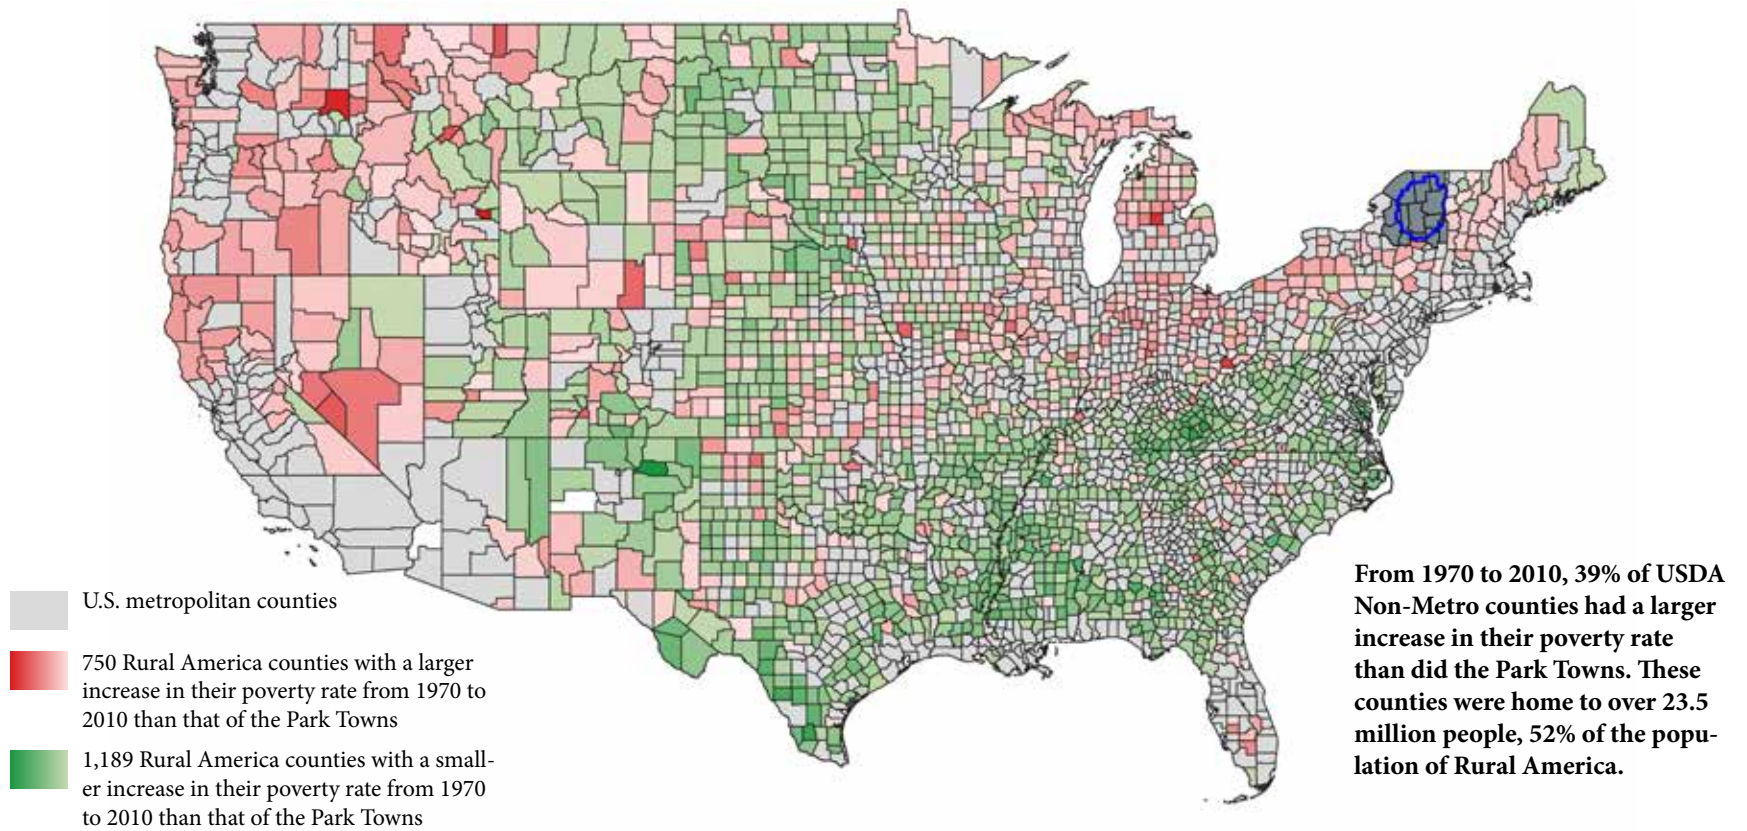 U.S. metropolitan counties
750 Rural America counties with a larger
increase in their poverty rate from 1970 to
2010 than that of the Park Towns
1,189 Rural America counties with a small-
er increase in their poverty rate from 1970
to 2010 than that of the Park Towns
From 1970 to 2010, 39% of USDA
Non-Metro counties had a larger
increase in their poverty rate
than did the Park Towns. These
counties were home to over 23.5
million people, 52% of the popu-
lation of Rural America.